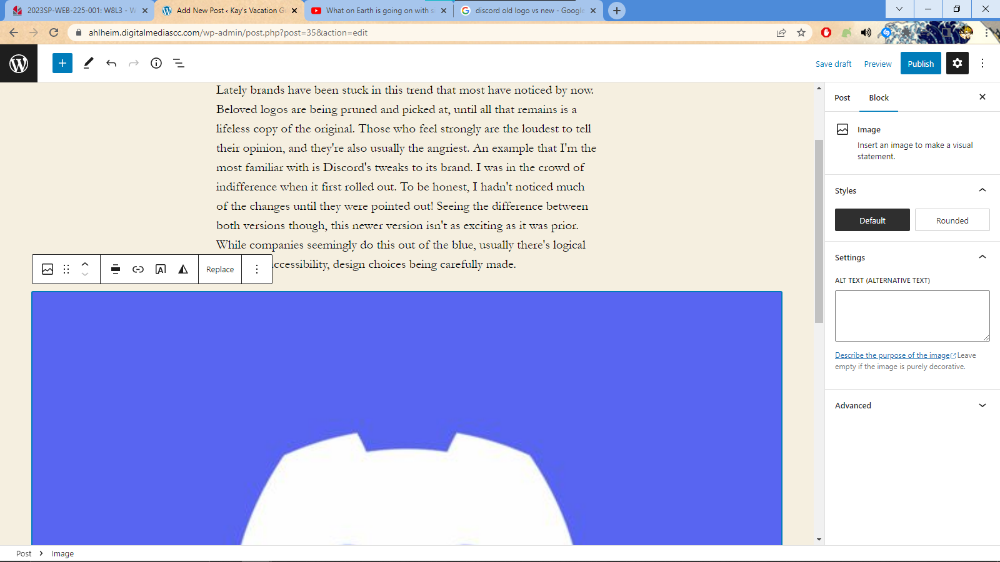 2023SP-WEB-225-001: W8L3 - W
Add New Post ‹ Kay's Vacation Gu
What on Earth is going on with s
discord old logo vs new - Google
ahlheim.digitalmediascc.com/wp-admin/post.php?post=35&action=edit
Save draft
Preview
Publish
Lately brands have been stuck in this trend that most have noticed by now.
Beloved logos are being pruned and picked at, until all that remains is a
lifeless copy of the original. Those who feel strongly are the loudest to tell
their opinion, and they're also usually the angriest. An example that I'm the
most familiar with is Discord's tweaks to its brand. I was in the crowd of
indifference when it first rolled out. To be honest, I hadn't noticed much
of the changes until they were pointed out! Seeing the difference between
both versions though, this newer version isn't as exciting as it was prior.
While companies seemingly do this out of the blue, usually there's logical
ccessibility, design choices being carefully made.
Replace
Post
Block
Image
Insert an image to make a visual
statement.
Styles
Default
Rounded
Settings
ALT TEXT (ALTERNATIVE TEXT)
Describe the purpose of the image Leave
empty if the image is purely decorative.
Advanced
Post
Image